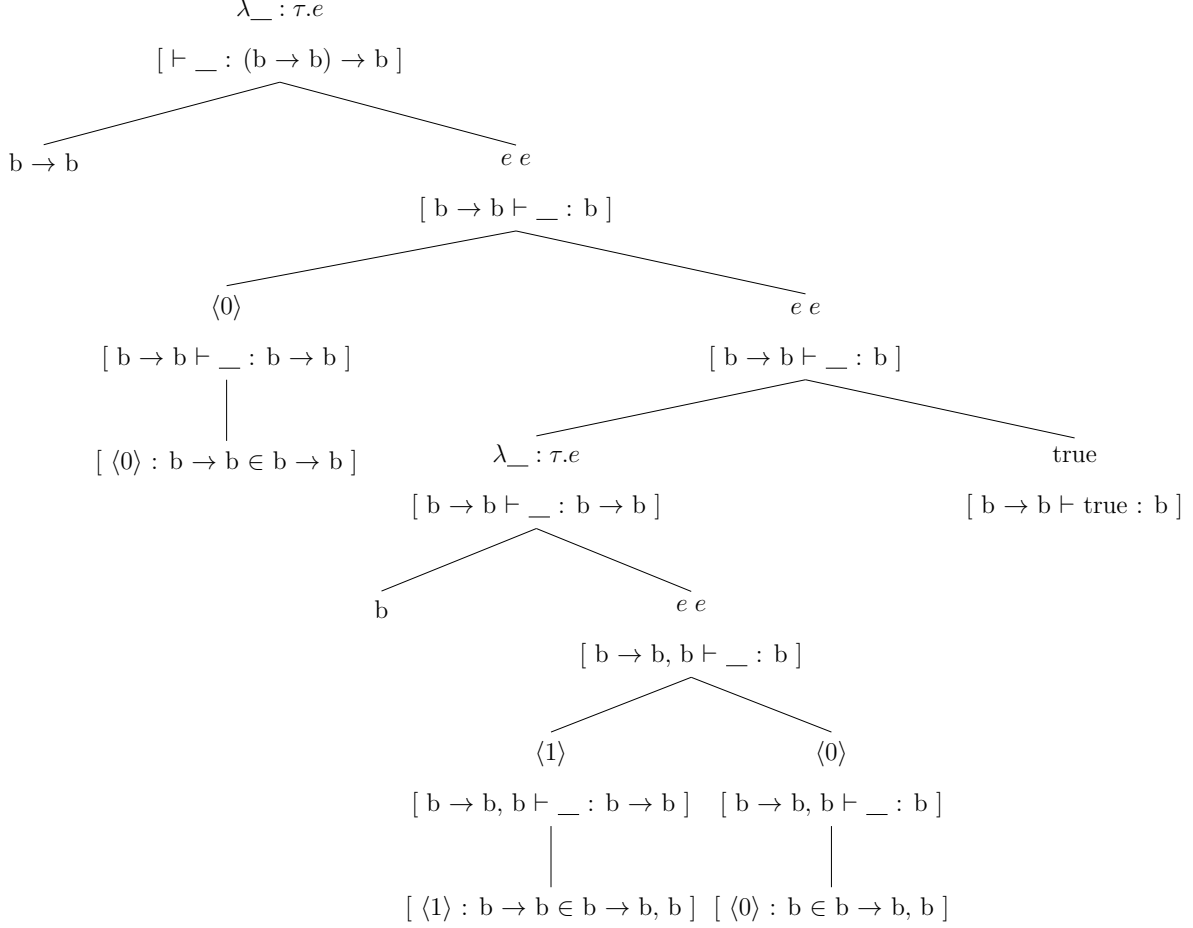 λ_ : τ.e
[ ⊢ _ : (b → b) → b ]
b → b
e e
[ b → b ⊢ _ : b ]
⟨0⟩
e e
[ b → b ⊢ _ : b → b ]
[ b → b ⊢ _ : b ]
[ ⟨0⟩ : b → b ∈ b → b ]
λ_ : τ.e
true
[ b → b ⊢ _ : b → b ]
[ b → b ⊢ true : b ]
b
e e
[ b → b, b ⊢ _ : b ]
⟨1⟩
⟨0⟩
[ b → b, b ⊢ _ : b → b ]
[ b → b, b ⊢ _ : b ]
[ ⟨1⟩ : b → b ∈ b → b, b ]
[ ⟨0⟩ : b ∈ b → b, b ]